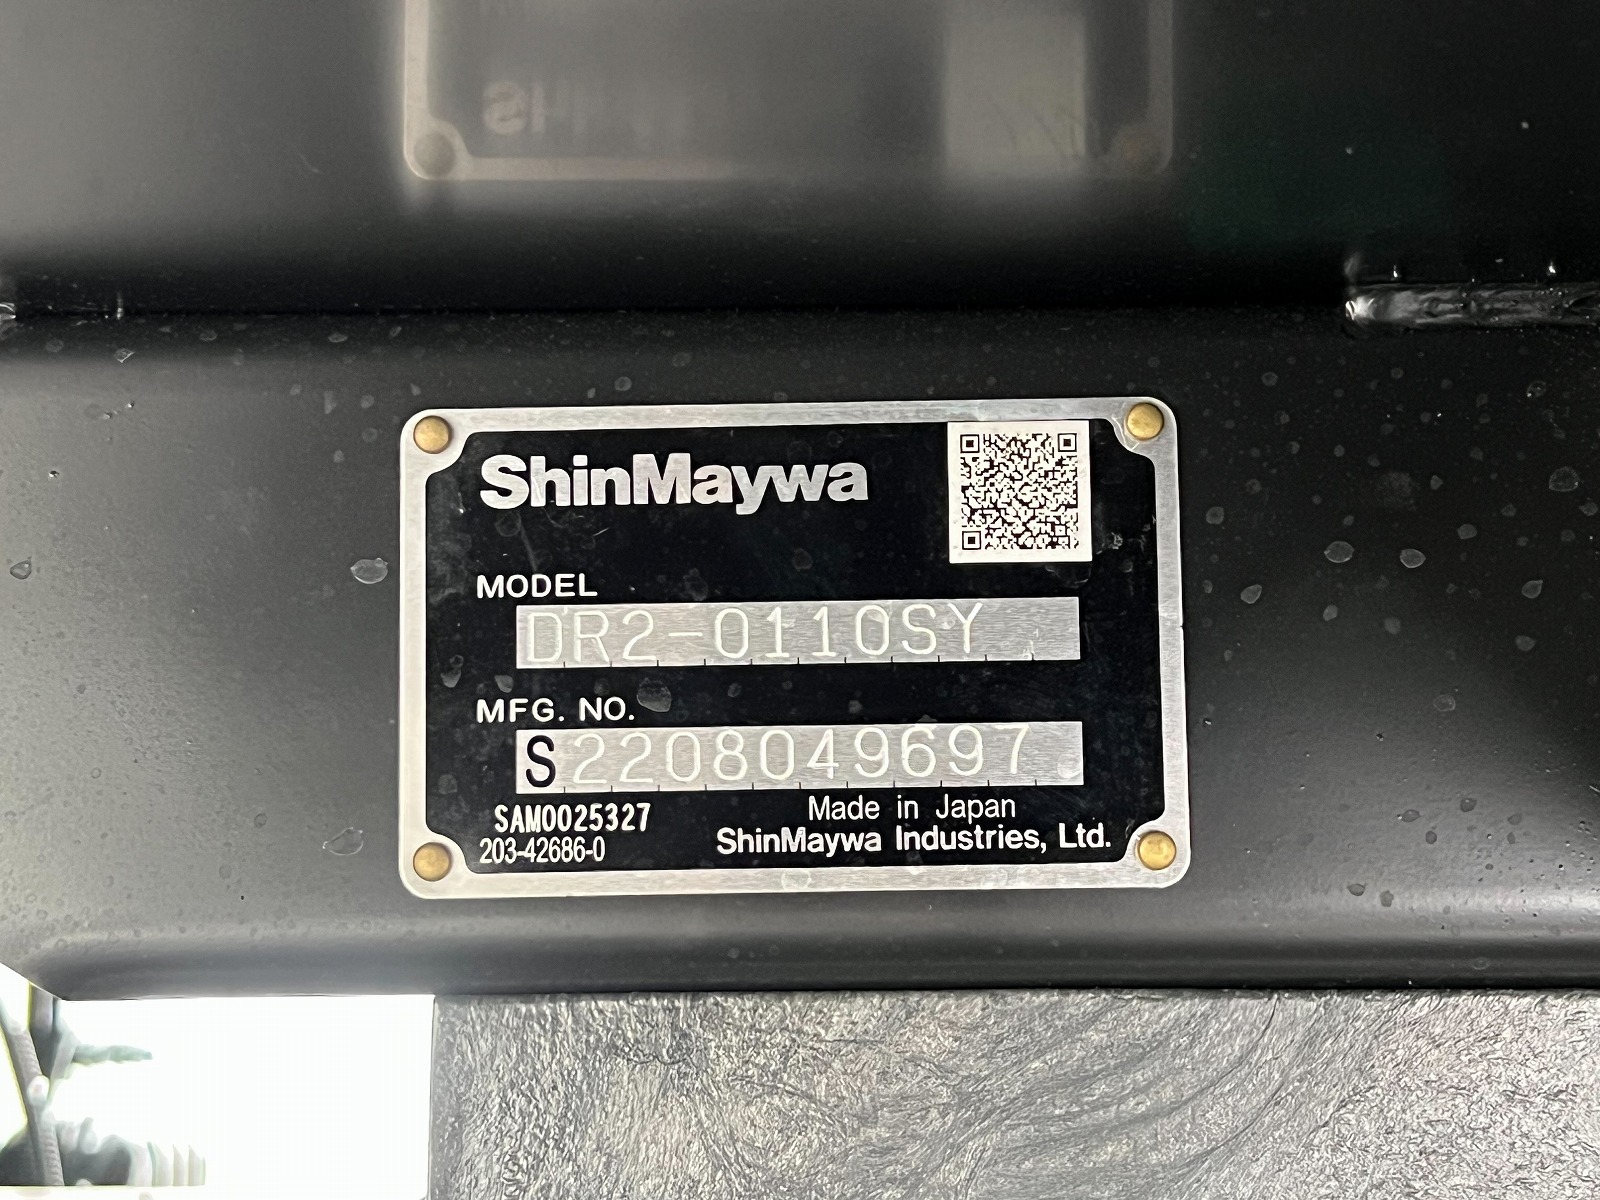 ShinMaywa
MODEL
DR2-0110SY
MFG. NO.
S2208049697
SAM0025327
Made in Japan
203-42686-0
ShinMaywa Industries, Ltd.